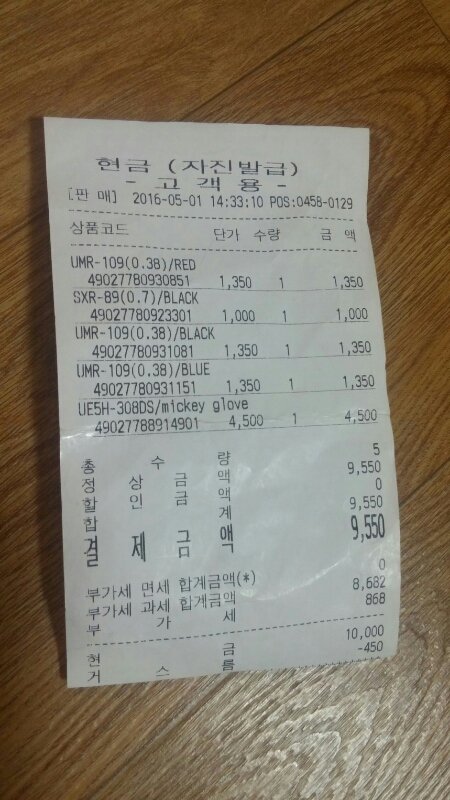 현금 (자진발급)
- 고 객 용 -
[판 매] 2016-05-01 14:33:10 POS:0458-0129
상품코드 단가 수량 금 액
UMR-109(0.38)/RED
49027780930851 1,350 1 1,350
SXR-89(0.7)/BLACK
49027780923301 1,000 1 1,000
UMR-109(0.38)/BLACK
49027780931081 1,350 1 1,350
UMR-109(0.38)/BLUE
49027780931151 1,350 1 1,350
UE5H-308DS/mickey glove
49027788914901 4,500 1 4,500
총 수 량 5
정 상 금 액 9,550
할 인 금 액 0
합 계 9,550
결 제 금 액 9,550
부가세 면세 합계금액(*) 0
부가세 과세 합계금액 8,682
부 가 세 868
현 금 10,000
거 스 름 -450